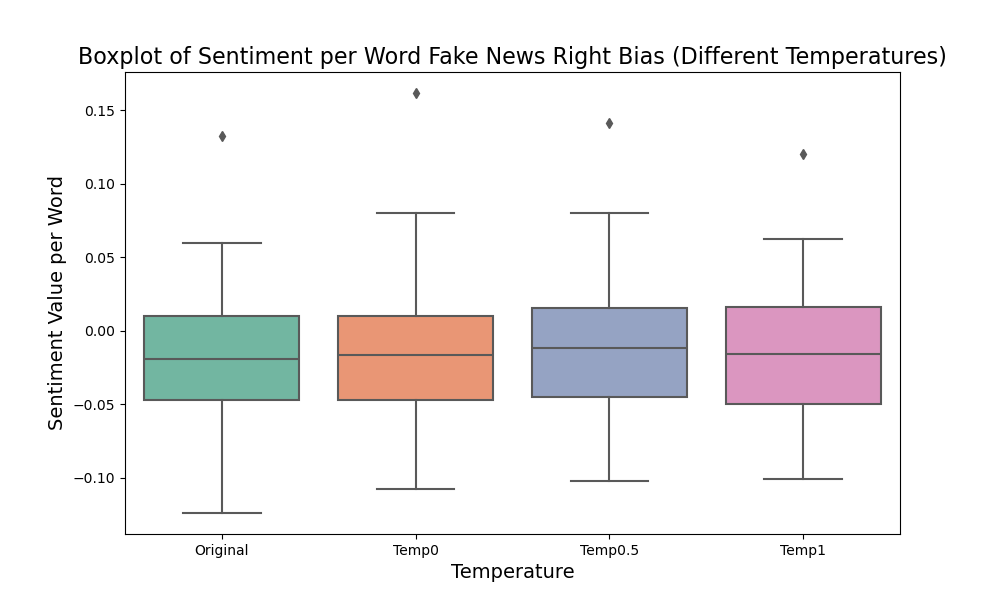 Boxplot of Sentiment per Word Fake News Right Bias (Different Temperatures)
Sentiment Value per Word
0.15
0.10
0.05
0.00
−0.05
−0.10
Original Temp0 Temp0.5 Temp1
Temperature